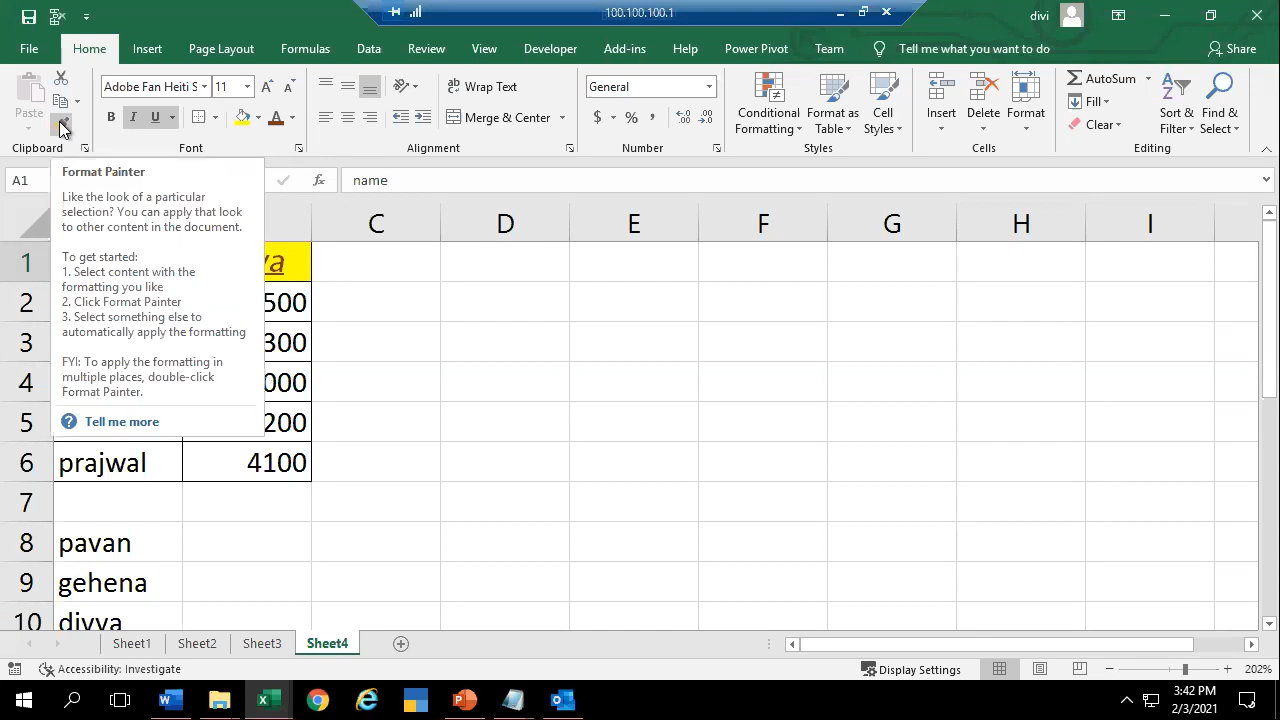 100.100.100.1
divi
File Home Insert Page Layout Formulas Data Review View Developer Add-ins Help Power Pivot Team Tell me what you want to do Share
Paste
Adobe Fan Heiti S 11
Wrap Text
General
Conditional Formatting
Format as Table
Cell Styles
Insert Delete Format
AutoSum
B I U
Merge & Center
$ % ,
Fill
Clear
Sort & Filter
Find & Select
Clipboard Font Alignment Number Styles Cells Editing
A1 fx name
Format Painter
Like the look of a particular
selection? You can apply that look
to other content in the document.
To get started:
1. Select content with the
formatting you like
2. Click Format Painter
3. Select something else to
automatically apply the formatting
FYI: To apply the formatting in
multiple places, double-click
Format Painter.
Tell me more
C D E F G H I
1
2 500
3 300
4 000
5 200
6 prajwal 4100
7
8 pavan
9 gehena
10 divya
Sheet1 Sheet2 Sheet3 Sheet4
Accessibility: Investigate Display Settings 202%
3:42 PM
2/3/2021